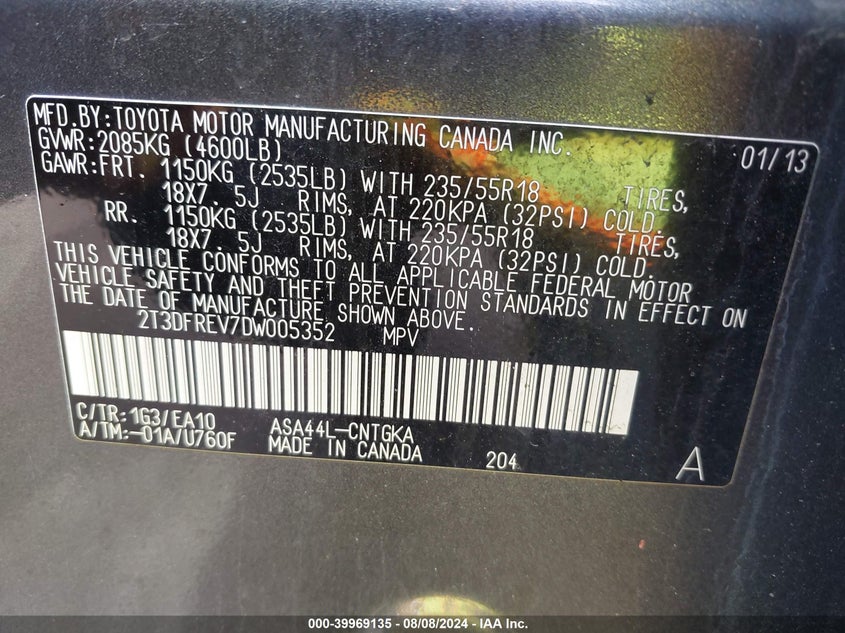 MFD.BY:TOYOTA MOTOR MANUFACTURING CANADA INC. 01/13
GVWR:2085KG (4600LB)
GAWR:FRT. 1150KG (2535LB) WITH 235/55R18 TIRES,
18X7. 5J RIMS, AT 220KPA (32PSI) COLD.
RR. 1150KG (2535LB) WITH 235/55R18 TIRES,
18X7. 5J RIMS, AT 220KPA (32PSI) COLD.
THIS VEHICLE CONFORMS TO ALL APPLICABLE FEDERAL MOTOR
VEHICLE SAFETY AND THEFT PREVENTION STANDARDS IN EFFECT ON
THE DATE OF MANUFACTURE SHOWN ABOVE.
2T3DFREV7DW005352 MPV
C/TR:1G3/EA10 ASA44L-CNTGKA
A/TM:-01A/U760F MADE IN CANADA 204 A
000-39969135 - 08/08/2024 - IAA Inc.